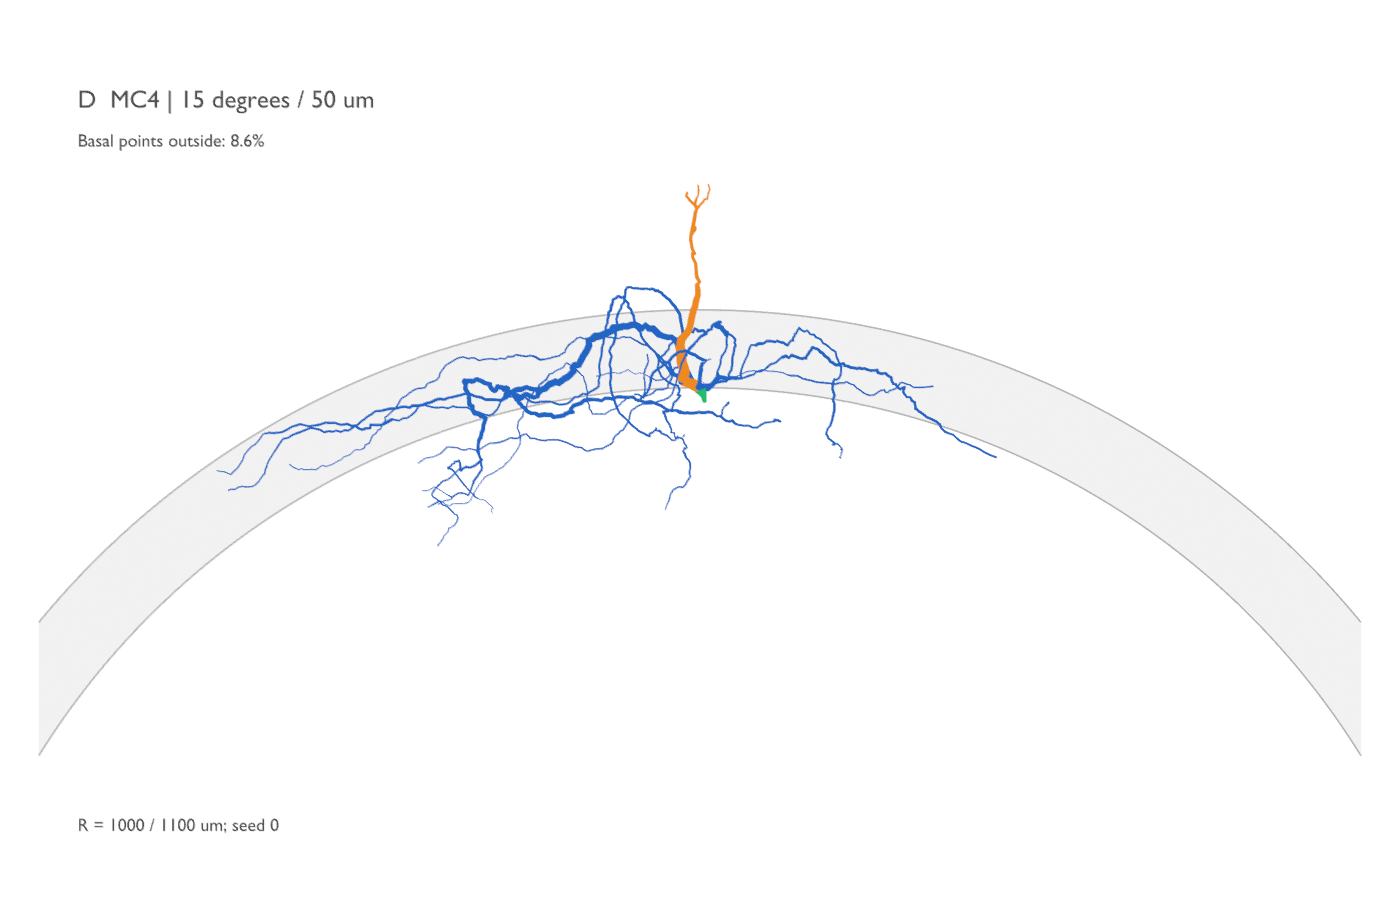 D MC4 | 15 degrees / 50 um
Basal points outside: 8.6%
R = 1000 / 1100 um; seed 0